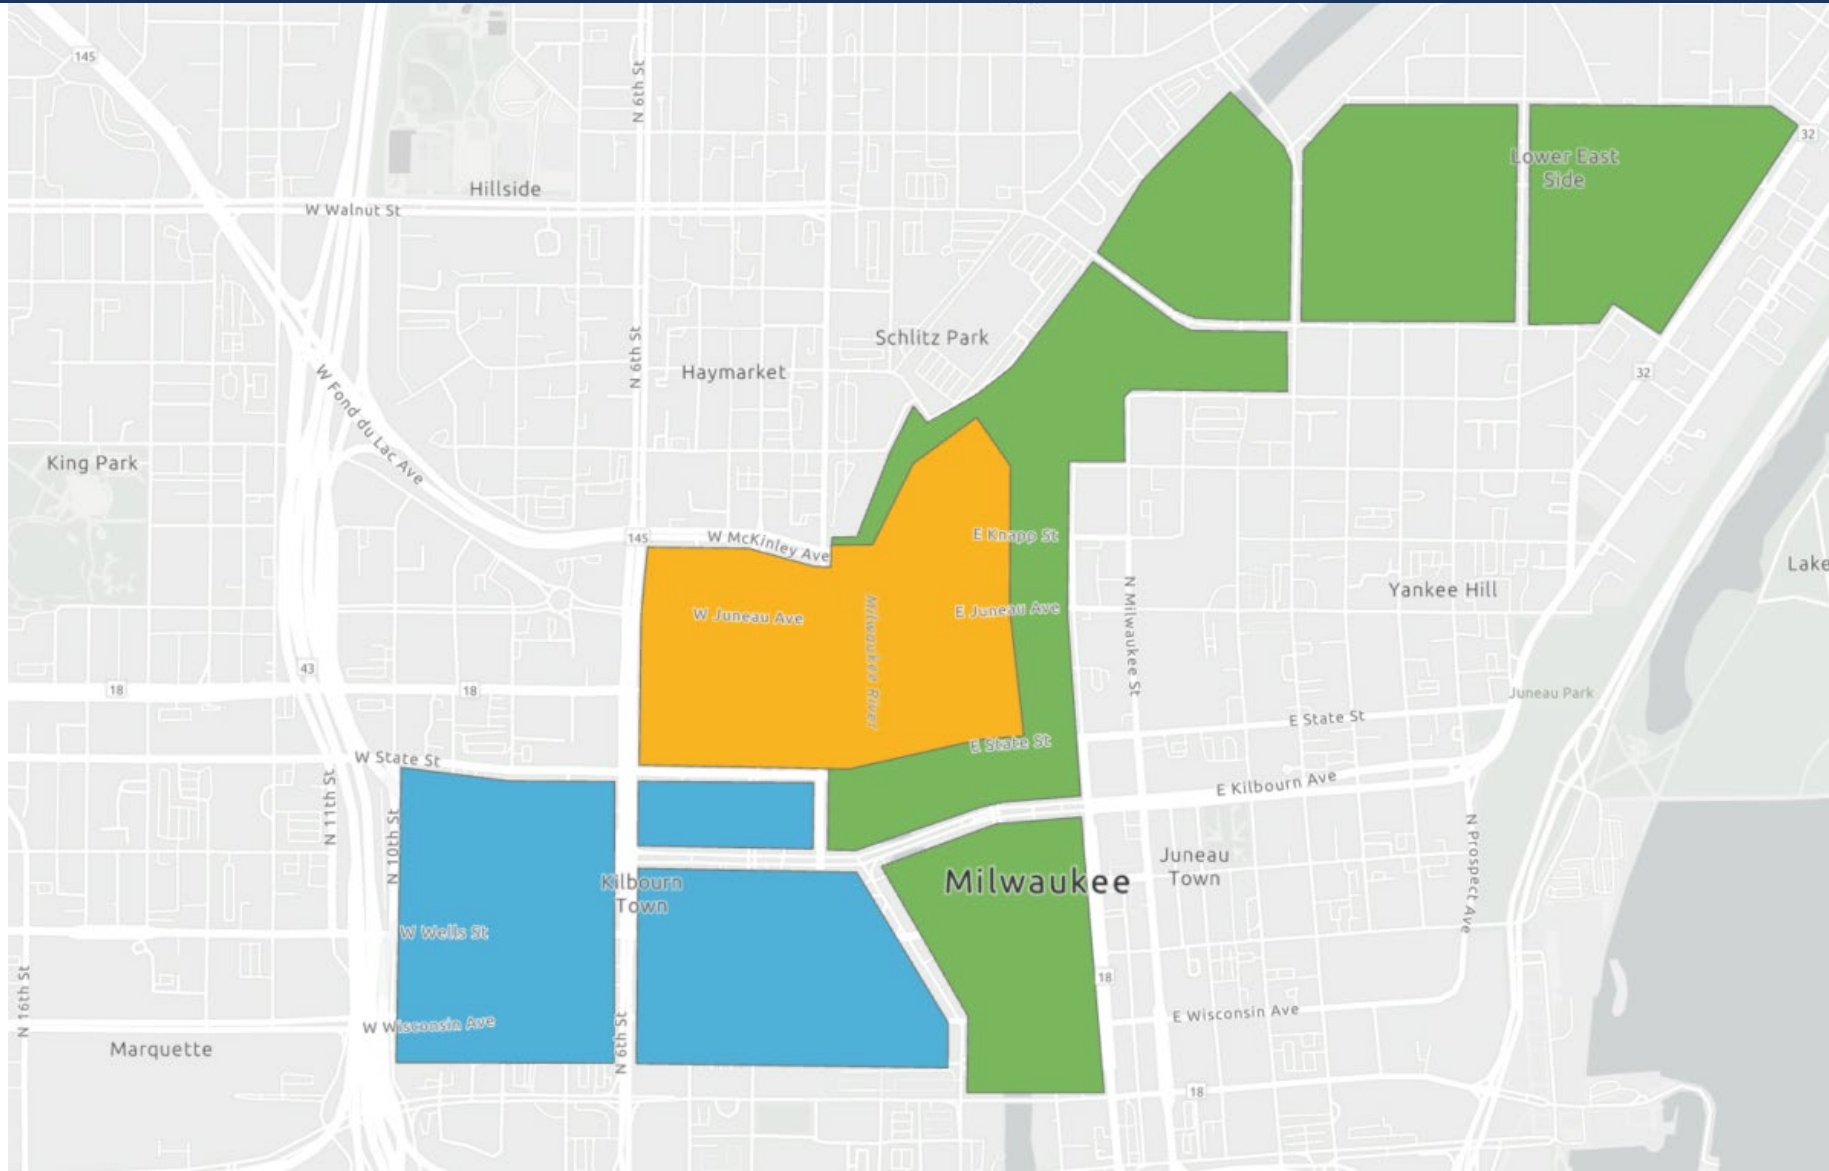 145
N 6th St
32
Lower East
Side
Hillside
W Walnut St
Schlitz Park
Haymarket
N 6th St
32
W Fond du Lac Ave
King Park
145
W McKinley Ave
E Knapp St
Lake
Yankee Hill
W Juneau Ave
Milwaukee River
E Juneau Ave
N Milwaukee St
43
18
18
Juneau Park
E State St
E State St
W State St
E Kilbourn Ave
N 11th St
N 10th St
N Prospect Ave
Juneau
Town
Milwaukee
Kilbourn
Town
W Wells St
18
N 16th St
W Wisconsin Ave
N 6th St
E Wisconsin Ave
Marquette
18